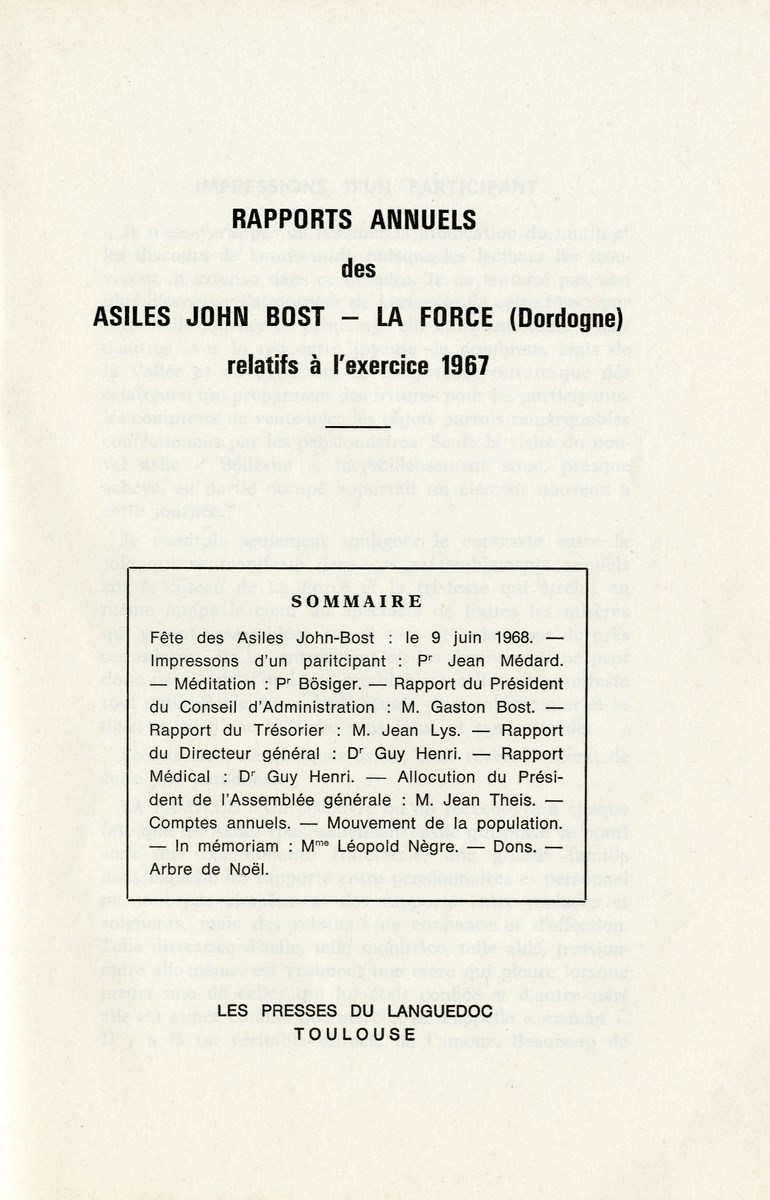 RAPPORTS ANNUELS
des
ASILES JOHN BOST – LA FORCE (Dordogne)
relatifs à l'exercice 1967
SOMMAIRE
Fête des Asiles John-Bost : le 9 juin 1968. —
Impressons d'un paritcipant : Pr Jean Médard.
— Méditation : Pr Bösiger. — Rapport du Président
du Conseil d'Administration : M. Gaston Bost. —
Rapport du Trésorier : M. Jean Lys. — Rapport
du Directeur général : Dr Guy Henri. — Rapport
Médical : Dr Guy Henri. — Allocution du Prési-
dent de l'Assemblée générale : M. Jean Theis. —
Comptes annuels. — Mouvement de la population.
— In mémoriam : Mme Léopold Nègre. — Dons. —
Arbre de Noël.
LES PRESSES DU LANGUEDOC
TOULOUSE